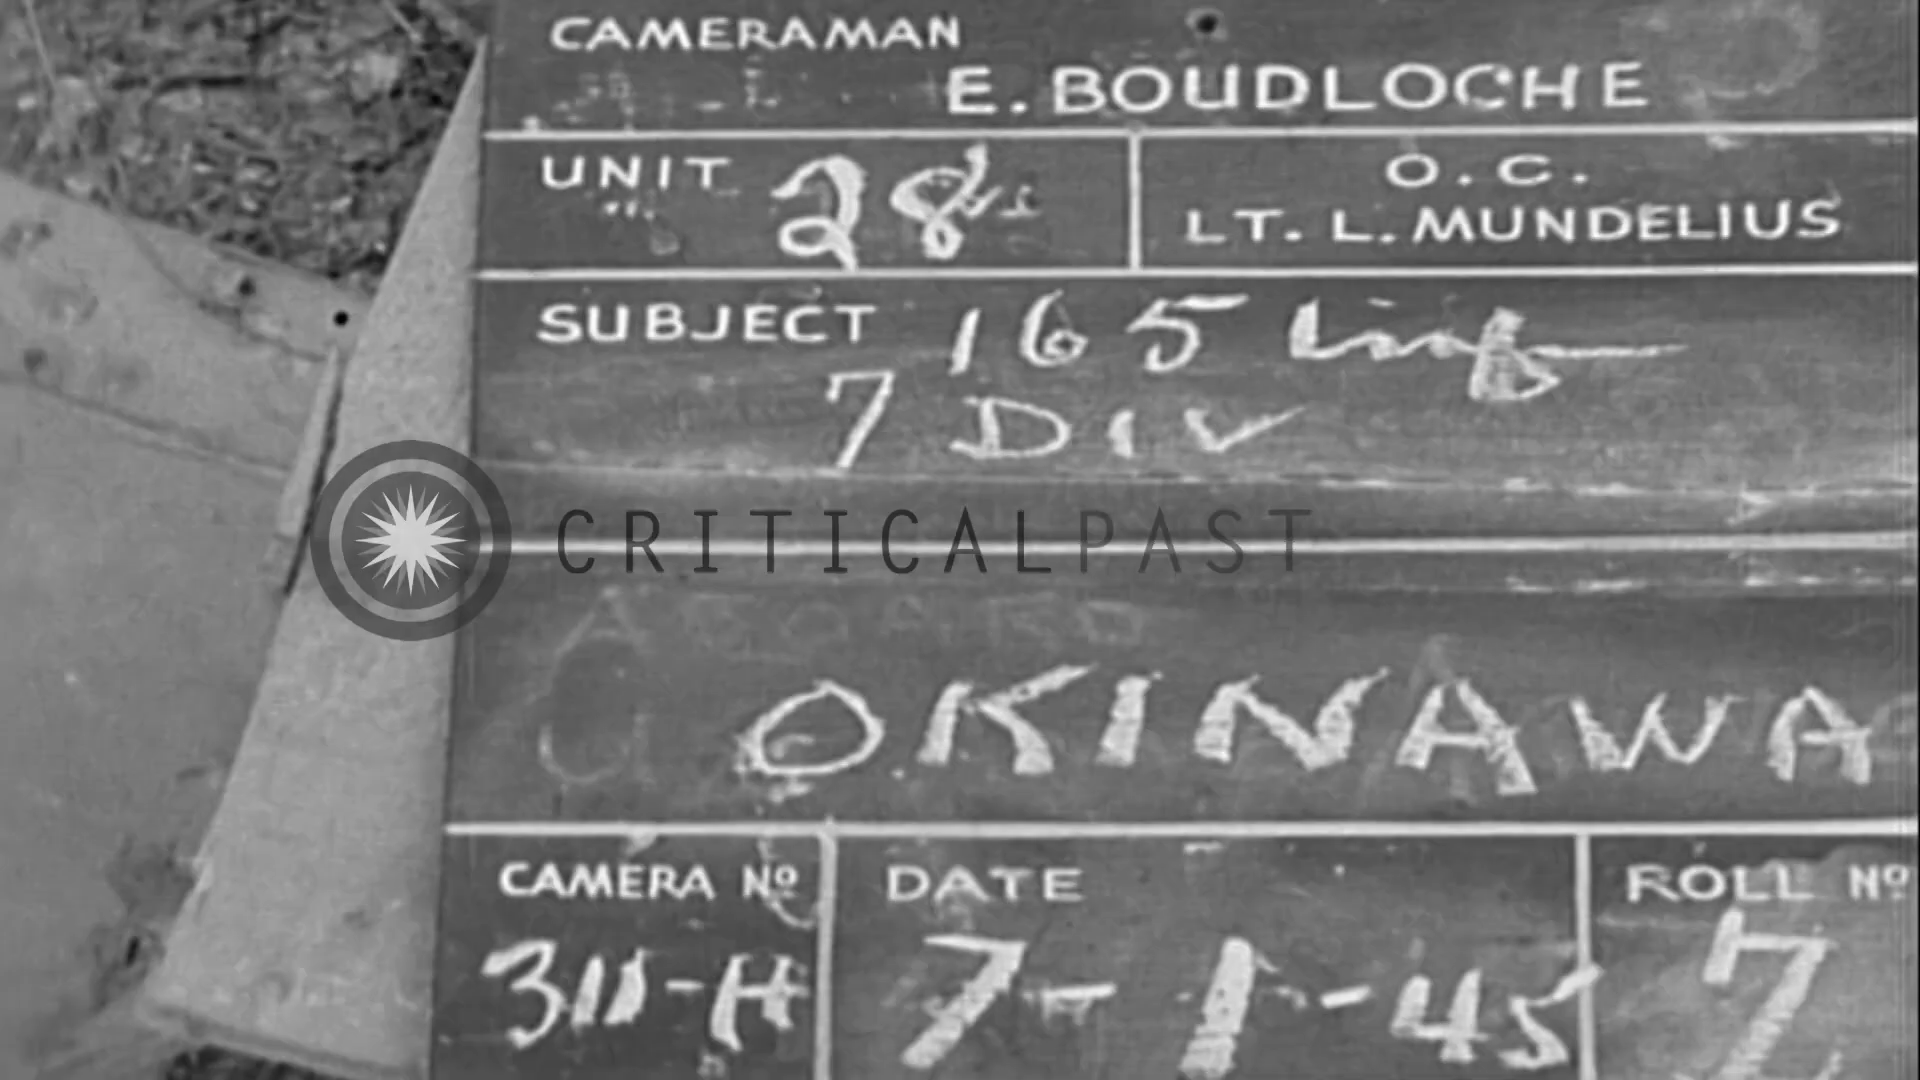 CAMERAMAN
E. BOUDLOCHE
UNIT 28
O.C.
LT. L. MUNDELIUS
SUBJECT 165 Inf
7 Div
CRITICALPAST
OKINAWA
CAMERA Nº
311-H
DATE
7-1-45
ROLL Nº
7